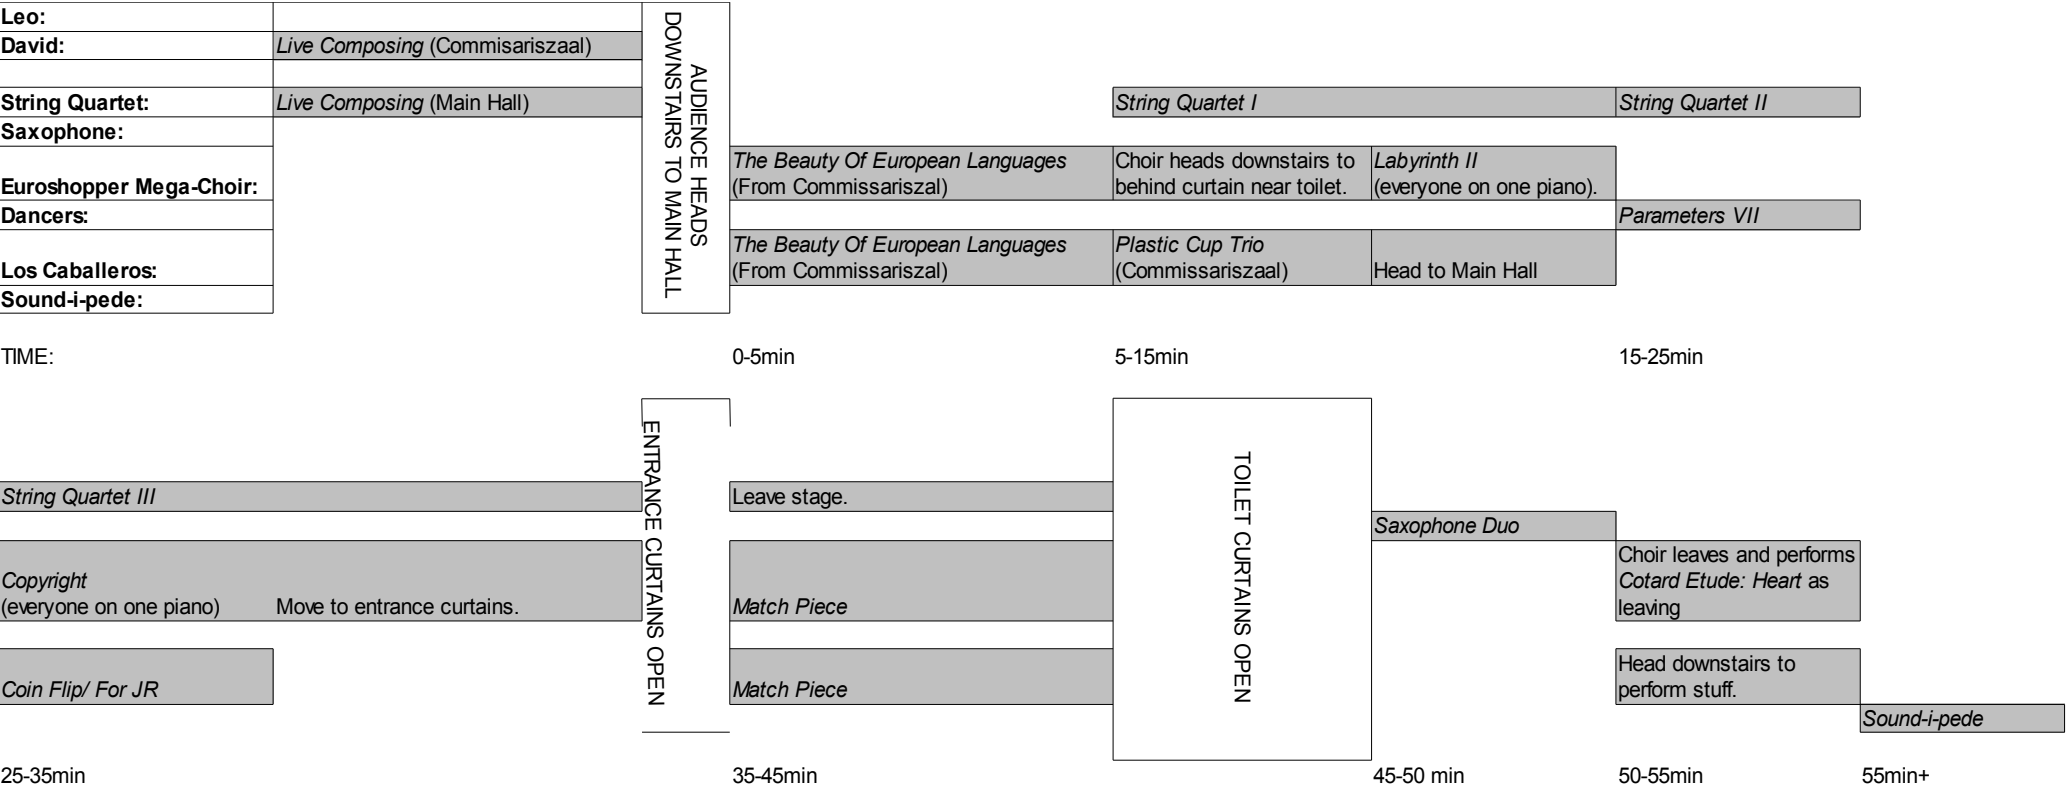 Leo:
David:
Live Composing (Commisariszaal)
String Quartet:
Live Composing (Main Hall)
String Quartet I
String Quartet II
Saxophone:
Euroshopper Mega-Choir:
The Beauty Of European Languages
(From Commissariszal)
Choir heads downstairs to
behind curtain near toilet.
Labyrinth II
(everyone on one piano).
Dancers:
Parameters VII
Los Caballeros:
The Beauty Of European Languages
(From Commissariszal)
Plastic Cup Trio
(Commissariszaal)
Head to Main Hall
Sound-i-pede:
AUDIENCE HEADS
DOWNSTAIRS TO MAIN HALL
TIME:
0-5min
5-15min
15-25min
String Quartet III
ENTRANCE CURTAINS OPEN
Leave stage.
TOILET CURTAINS OPEN
Saxophone Duo
Copyright
(everyone on one piano)
Move to entrance curtains.
Match Piece
Choir leaves and performs
Cotard Etude: Heart as
leaving
Coin Flip/ For JR
Match Piece
Head downstairs to
perform stuff.
Sound-i-pede
25-35min
35-45min
45-50 min
50-55min
55min+